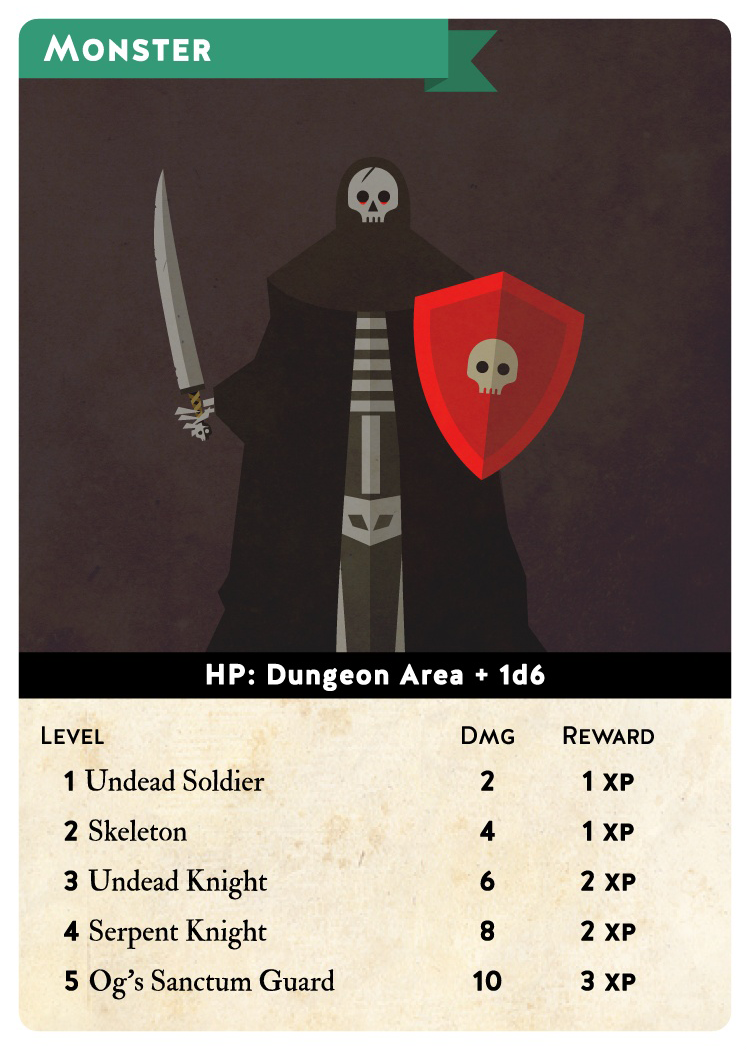 Monster
HP: Dungeon Area + 1d6
Level Dmg Reward
1 Undead Soldier 2 1 XP
2 Skeleton 4 1 XP
3 Undead Knight 6 2 XP
4 Serpent Knight 8 2 XP
5 Og’s Sanctum Guard 10 3 XP